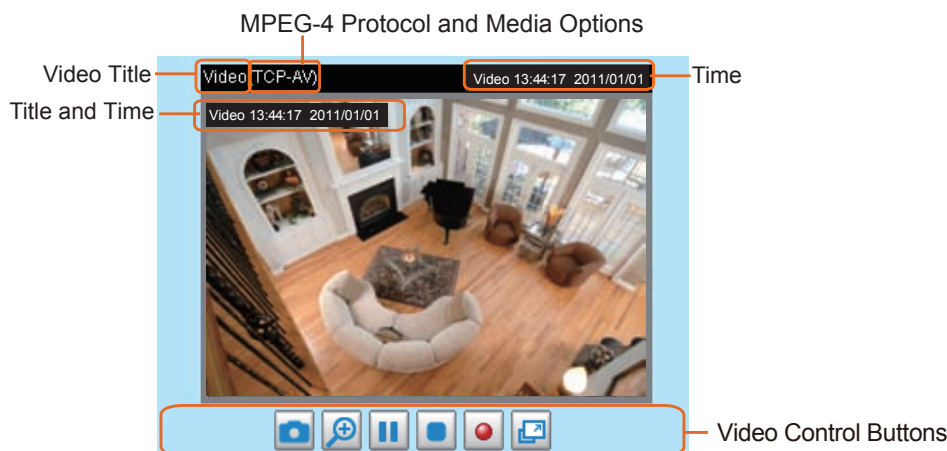 MPEG-4 Protocol and Media Options
Video Title
Video (TCP-AV)
Video 13:44:17 2011/01/01
Time
Title and Time
Video 13:44:17 2011/01/01
Video Control Buttons